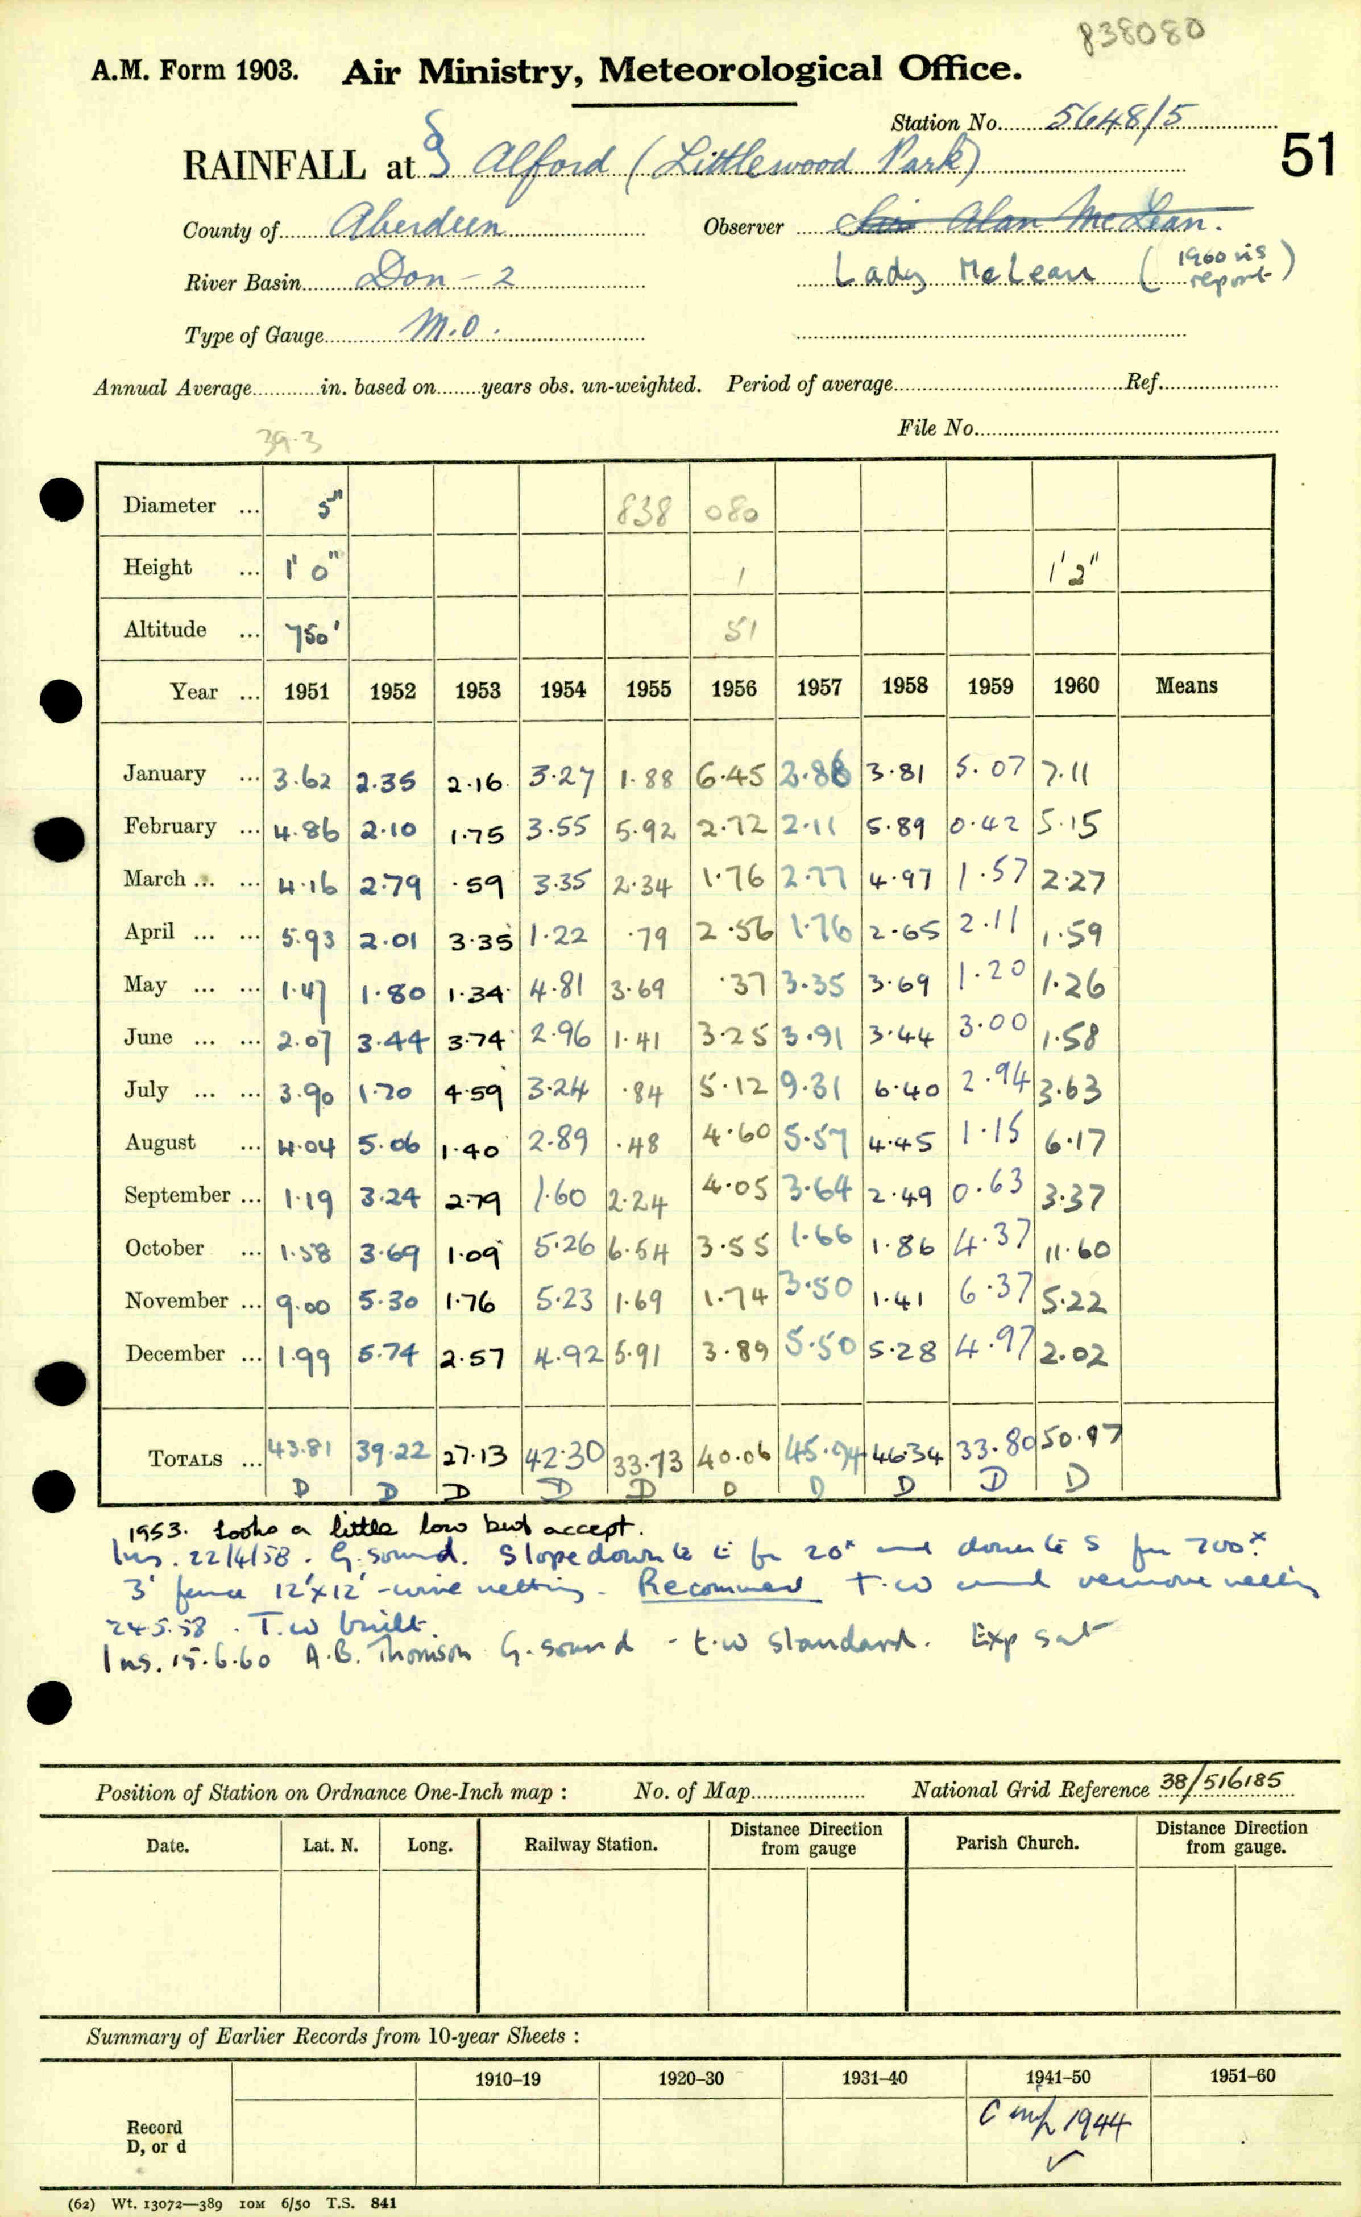 838080
A.M. Form 1903. Air Ministry, Meteorological Office.
Station No. 5648/5
51
RAINFALL at § Alford (Littlewood Park)
County of Aberdeen Observer Sir Alan McLean.
River Basin Don - 2 Lady McLean (1960 vis report)
Type of Gauge M.O.
Annual Average in. based on years obs. un-weighted. Period of average Ref.
File No.
39.3
Diameter ... 5" 838 080
Height ... 1' 0" 1 1' 2"
Altitude ... 750' 51
Year ... 1951 1952 1953 1954 1955 1956 1957 1958 1959 1960 Means
January ... 3.62 2.35 2.16 3.27 1.88 6.45 2.86 3.81 5.07 7.11
February ... 4.86 2.10 1.75 3.55 5.92 2.72 2.11 5.89 0.42 5.15
March ... ... 4.16 2.79 .59 3.35 2.34 1.76 2.77 4.97 1.57 2.27
April ... ... 5.93 2.01 3.35 1.22 .79 2.56 1.76 2.65 2.11 1.59
May ... ... 1.47 1.80 1.34 4.81 3.69 .37 3.35 3.69 1.20 1.26
June ... ... 2.07 3.44 3.74 2.96 1.41 3.25 3.91 3.44 3.00 1.58
July ... ... 3.90 1.70 4.59 3.24 .84 5.12 9.31 6.40 2.94 3.63
August ... 4.04 5.06 1.40 2.89 .48 4.60 5.57 4.45 1.15 6.17
September ... 1.19 3.24 2.79 1.60 2.24 4.05 3.64 2.49 0.63 3.37
October ... 1.58 3.69 1.09 5.26 6.54 3.55 1.66 1.86 4.37 11.60
November ... 9.00 5.30 1.76 5.23 1.69 1.74 3.50 1.41 6.37 5.22
December ... 1.99 5.74 2.57 4.92 5.91 3.89 5.50 5.28 4.97 2.02
TOTALS ... 43.81 39.22 27.13 42.30 33.73 40.06 45.94 46.34 33.80 50.97
D D D D D D D D D D
1953. Looks a little low but accept.
Ins. 22/4/58. G. sound. Slope down to E for 20x and down to S for 200x.
3' fence 12'x12' - wire netting. Recommend T.W and remove netting
24.5.58. T.W built.
Ins. 15.6.60 A.B. Thomson G. sound - t.w standard. Exp sat
Position of Station on Ordnance One-Inch map : No. of Map National Grid Reference 38/516185
Date. Lat. N. Long. Railway Station. Distance Direction from gauge Parish Church. Distance Direction from gauge.
Summary of Earlier Records from 10-year Sheets :
1910–19 1920–30 1931–40 1941–50 1951–60
Record
D, or d
1944
✓
(62) Wt. 13072—389 10M 6/50 T.S. 841